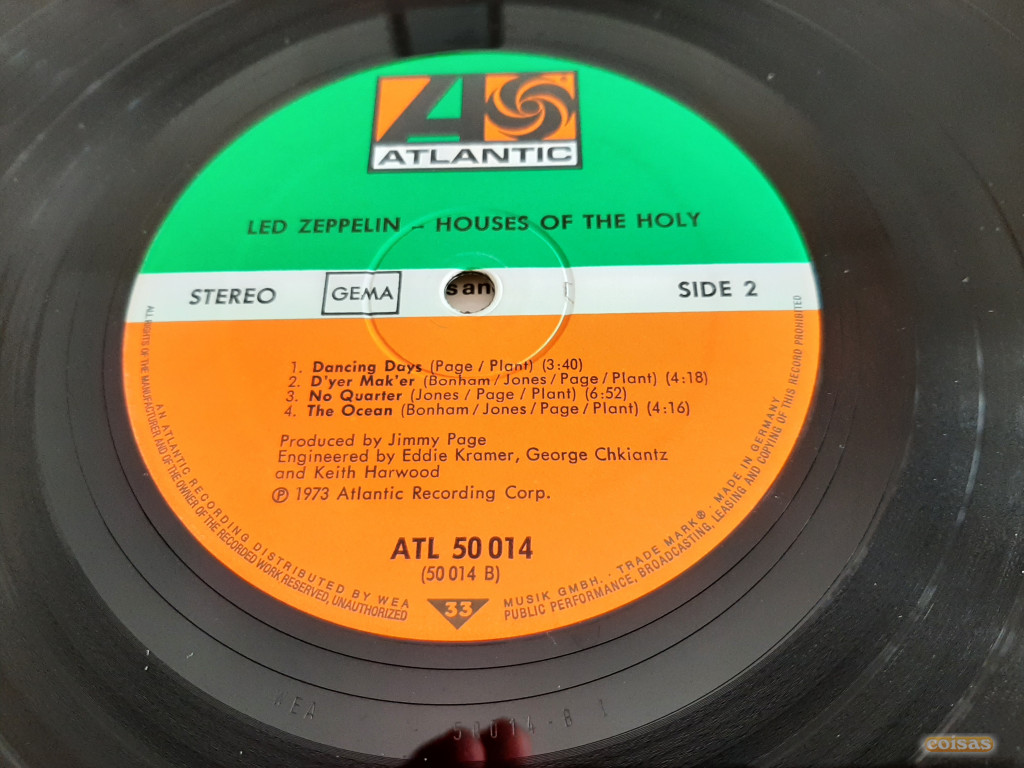 ATLANTIC
LED ZEPPELIN – HOUSES OF THE HOLY
STEREO
GEMA
san
SIDE 2
1. Dancing Days (Page / Plant) (3:40)
2. D'yer Mak'er (Bonham / Jones / Page / Plant) (4:18)
3. No Quarter (Jones / Page / Plant) (6:52)
4. The Ocean (Bonham / Jones / Page / Plant) (4:16)
Produced by Jimmy Page
Engineered by Eddie Kramer, George Chkiantz
and Keith Harwood
℗ 1973 Atlantic Recording Corp.
ATL 50 014
(50 014 B)
33
ALL RIGHTS OF THE MANUFACTURER AND OF THE OWNER OF THE RECORDED WORK RESERVED, UNAUTHORIZED PUBLIC PERFORMANCE, BROADCASTING, LEASING AND COPYING OF THIS RECORD PROHIBITED
AN ATLANTIC RECORDING DISTRIBUTED BY WEA MUSIK GMBH. · TRADE MARK® · MADE IN GERMANY
WEA
50014-B 1
coisas